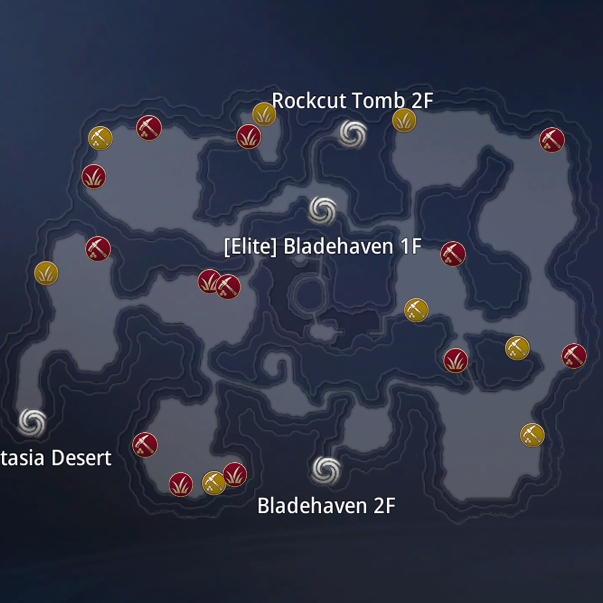 Rockcut Tomb 2F
[Elite] Bladehaven 1F
tasia Desert
Bladehaven 2F